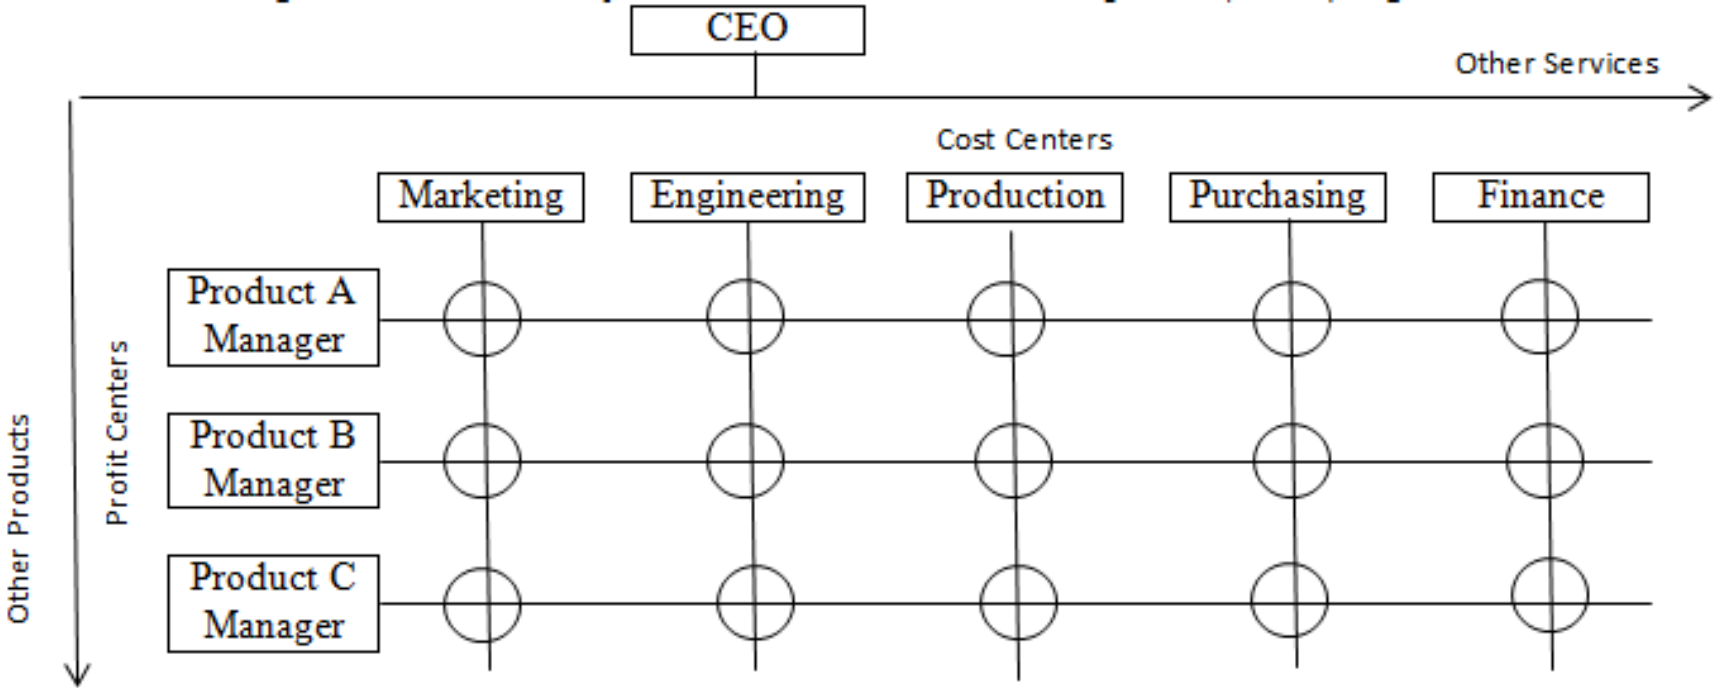 CEO
Other Services
Cost Centers
Marketing
Engineering
Production
Purchasing
Finance
Product A
Manager
Product B
Manager
Product C
Manager
Profit Centers
Other Products